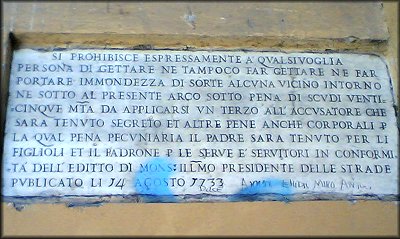 SI PROHIBISCE ESPRESSAMENTE A QVALSIVOGLIA
PERSONA DI GETTARE NE TAMPOCO FAR GETTARE NE FAR
PORTARE IMMONDEZZA DI SORTE ALCVNA VICINO INTORNO
NE SOTTO AL PRESENTE ARCO SOTTO PENA DI SCVDI VENTI
CINQVE MTA DA APPLICARSI VN TERZO ALL'ACCVSATORE CHE
SARA TENVTO SEGRETO ET ALTRE PENE ANCHE CORPORALI P
LA QVAL PENA PECVNIARIA IL PADRE SARA TENVTO PER LI
FIGLIOLI ET IL PADRONE P LE SERVE E SERVITORI IN CONFORMI
TA DELL'EDITTO DI MONS: ILL'MO PRESIDENTE DELLE STRADE
PVBLICATO LI 14 AGOSTO 1733